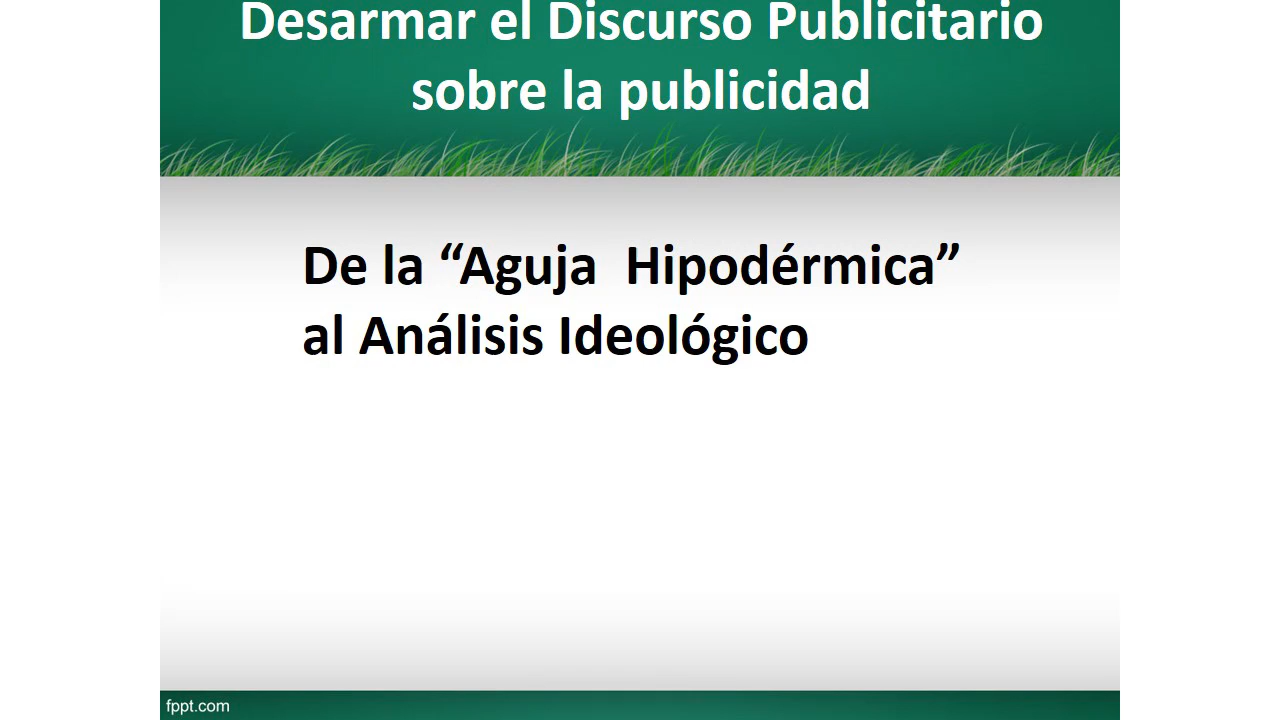 Desarmar el Discurso Publicitario
sobre la publicidad
De la “Aguja  Hipodérmica”
al Análisis Ideológico
fppt.com